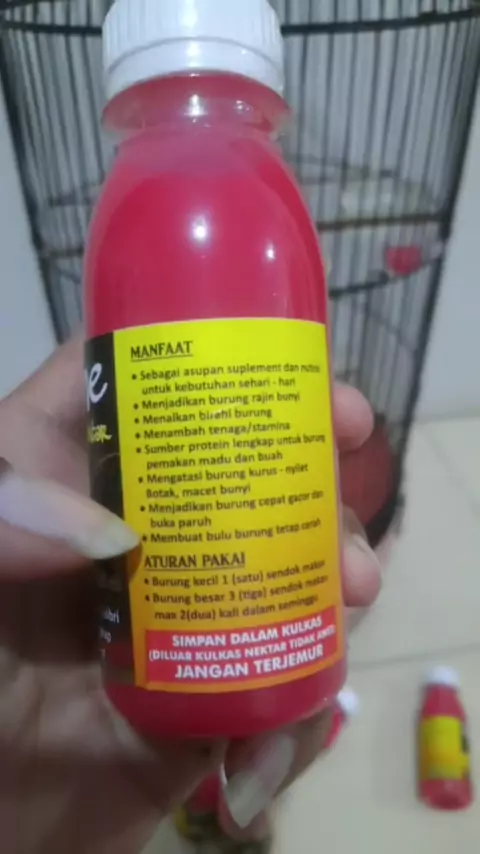 MANFAAT
• Sebagai asupan suplement dan nutrisi
untuk kebutuhan sehari - hari
• Menjadikan burung rajin bunyi
• Menaikan birahi burung
• Menambah tenaga/stamina
• Sumber protein lengkap untuk burung
pemakan madu dan buah
• Mengatasi burung kurus - nyilet
Botak, macet bunyi
• Menjadikan burung cepat gacor dan
buka paruh
• Membuat bulu burung tetap cerah
ATURAN PAKAI
• Burung kecil 1 (satu) sendok makan
• Burung besar 3 (tiga) sendok makan
max 2(dua) kali dalam seminggu
SIMPAN DALAM KULKAS
(DILUAR KULKAS NEKTAR TIDAK AWET)
JANGAN TERJEMUR